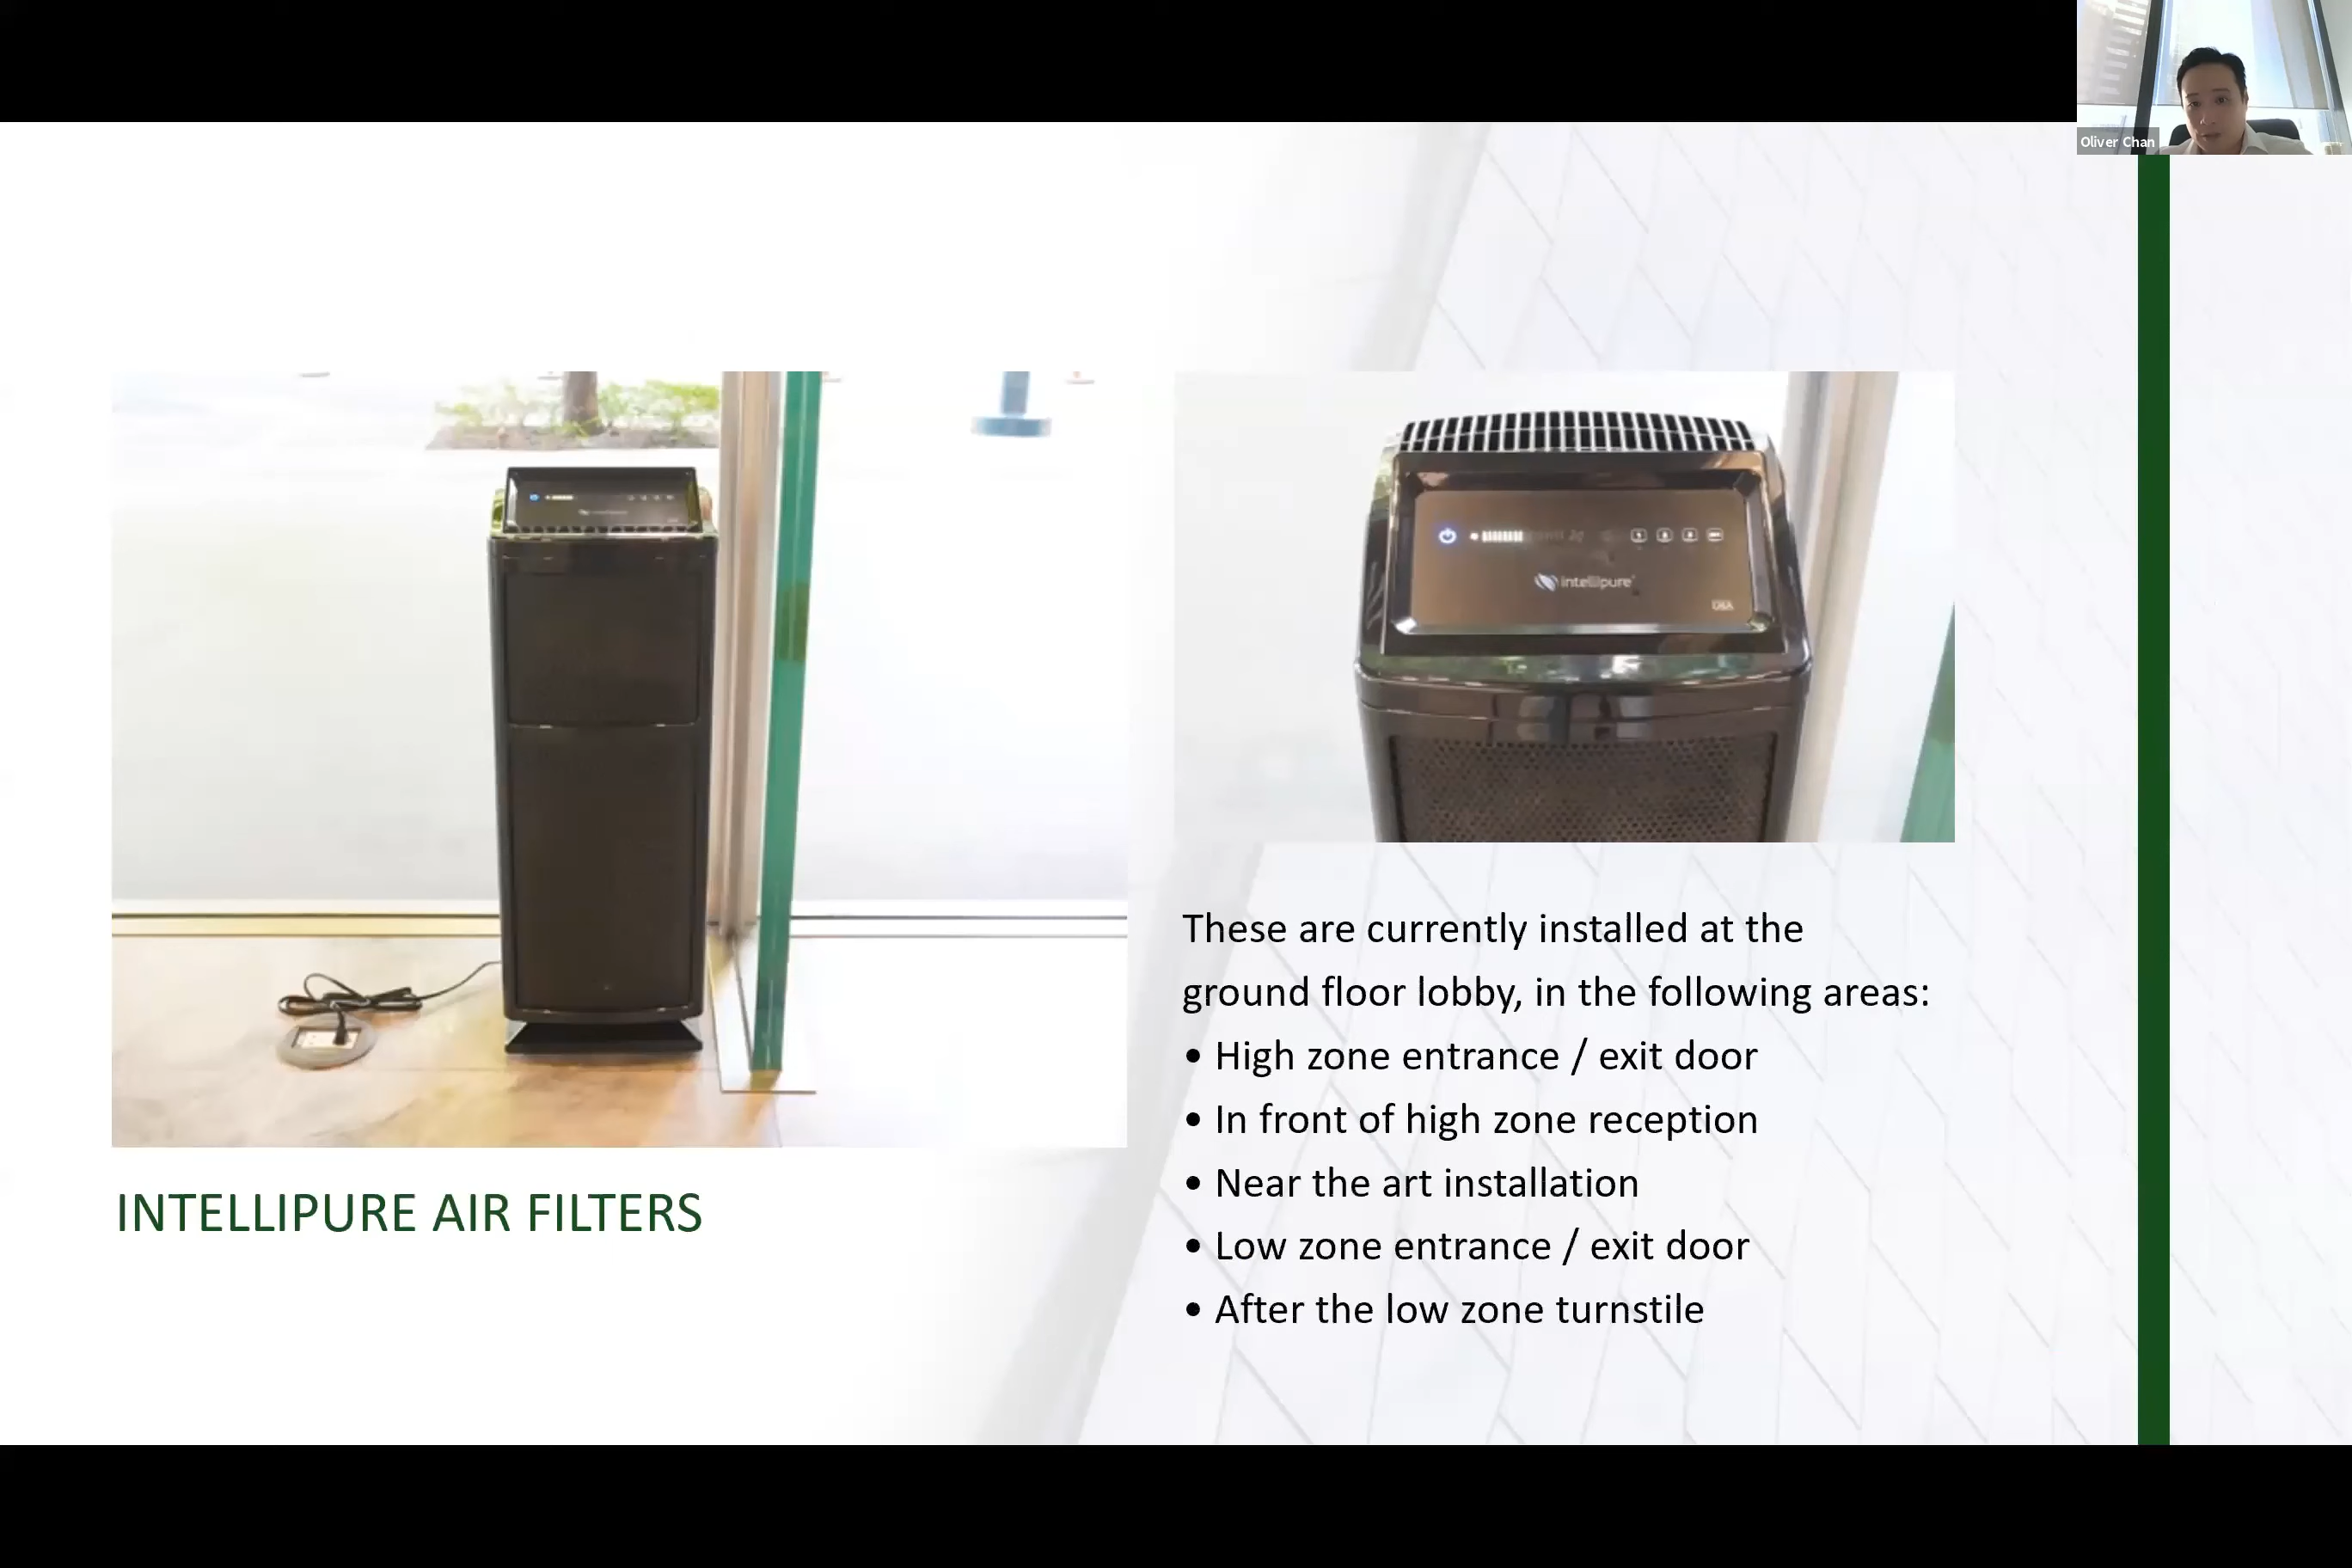 Oliver Chan
intellipure
USA
These are currently installed at the
ground floor lobby, in the following areas:
• High zone entrance / exit door
• In front of high zone reception
• Near the art installation
• Low zone entrance / exit door
• After the low zone turnstile
INTELLIPURE AIR FILTERS